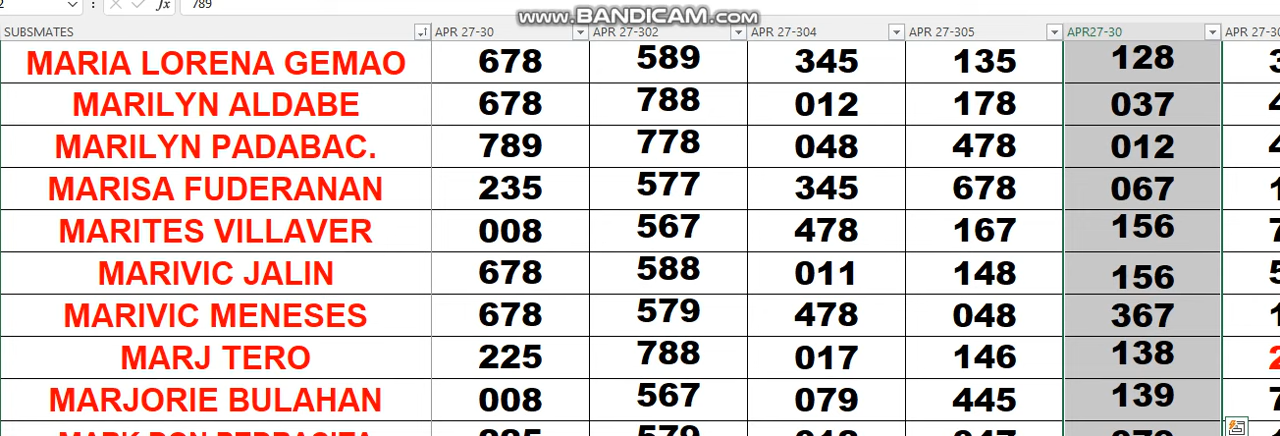 789
www.BANDICAM.com
SUBSMATES APR 27-30 APR 27-302 APR 27-304 APR 27-305 APR27-30
MARIA LORENA GEMAO 678 589 345 135 128
MARILYN ALDABE 678 788 012 178 037
MARILYN PADABAC. 789 778 048 478 012
MARISA FUDERANAN 235 577 345 678 067
MARITES VILLAVER 008 567 478 167 156
MARIVIC JALIN 678 588 011 148 156
MARIVIC MENESES 678 579 478 048 367
MARJ TERO 225 788 017 146 138
MARJORIE BULAHAN 008 567 079 445 139